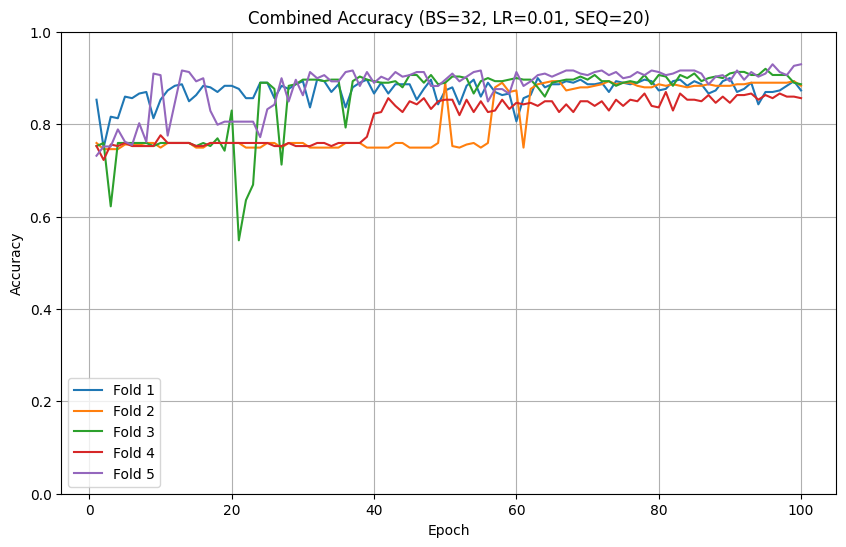 Combined Accuracy (BS=32, LR=0.01, SEQ=20)
1.0
0.8
0.6
0.4
0.2
0.0
Accuracy
Fold 1
Fold 2
Fold 3
Fold 4
Fold 5
0 20 40 60 80 100
Epoch